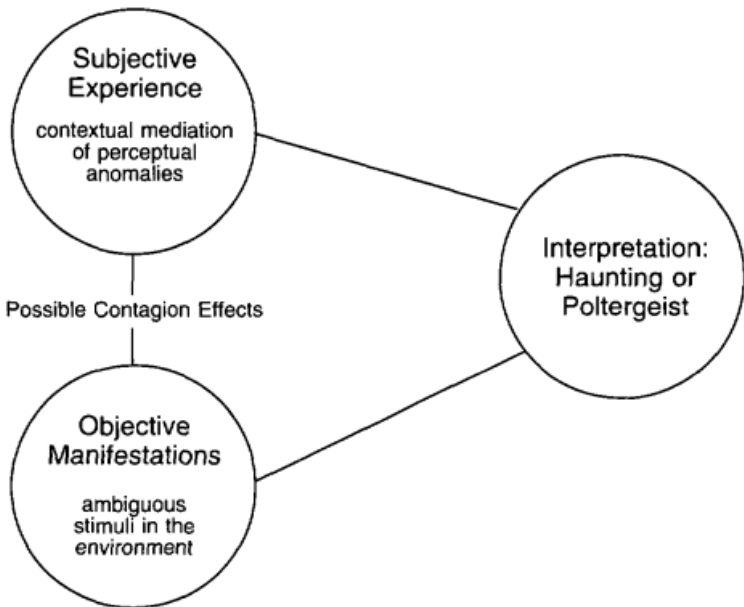 Subjective
Experience
contextual mediation
of perceptual
anomalies
Possible Contagion Effects
Objective
Manifestations
ambiguous
stimuli in the
environment
Interpretation:
Haunting or
Poltergeist